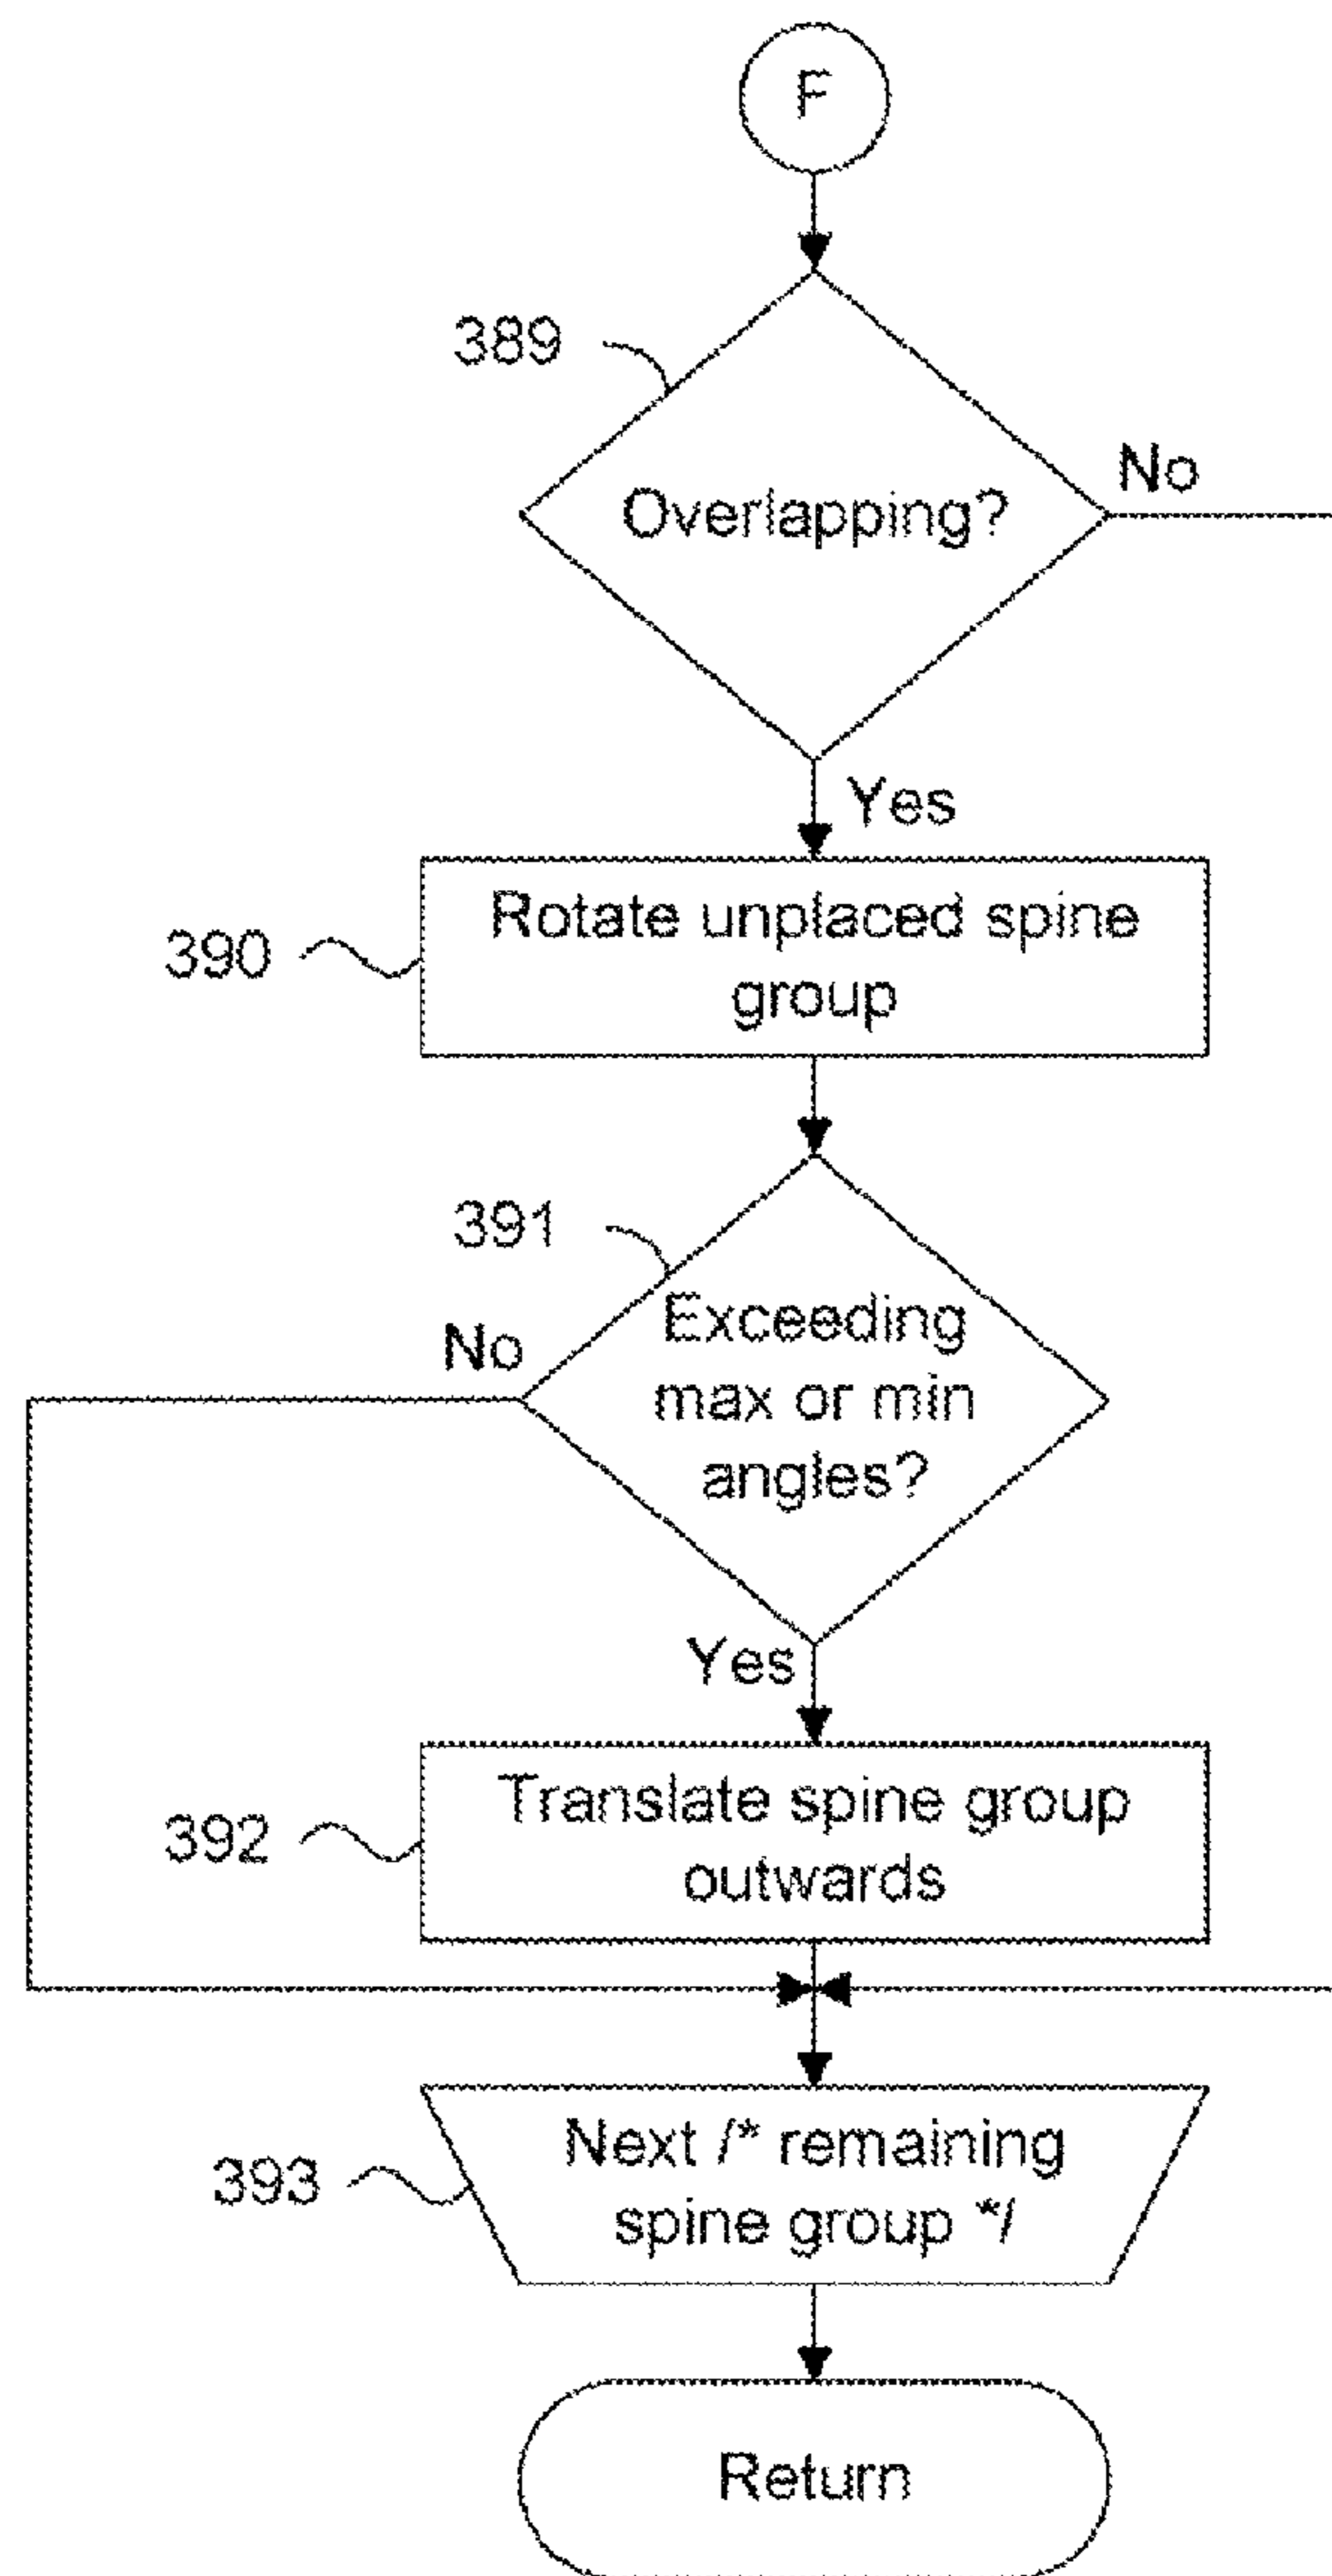 F
389
Overlapping?
No
Yes
390
Rotate unplaced spine
group
391
Exceeding
max or min
angles?
No
Yes
392
Translate spine group
outwards
393
Next /* remaining
spine group */
Return